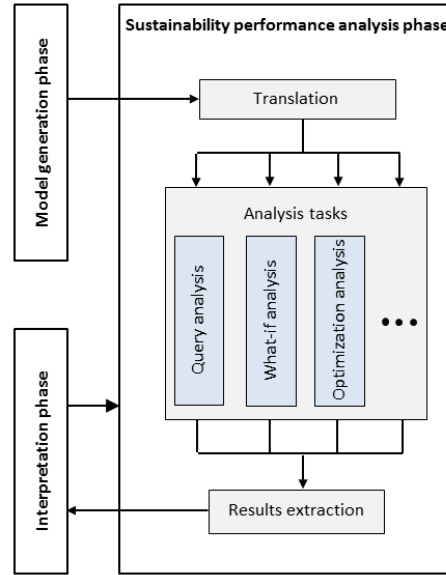 Sustainability performance analysis phase
Model generation phase
Translation
Analysis tasks
Query analysis
What-if analysis
Optimization analysis
Interpretation phase
Results extraction